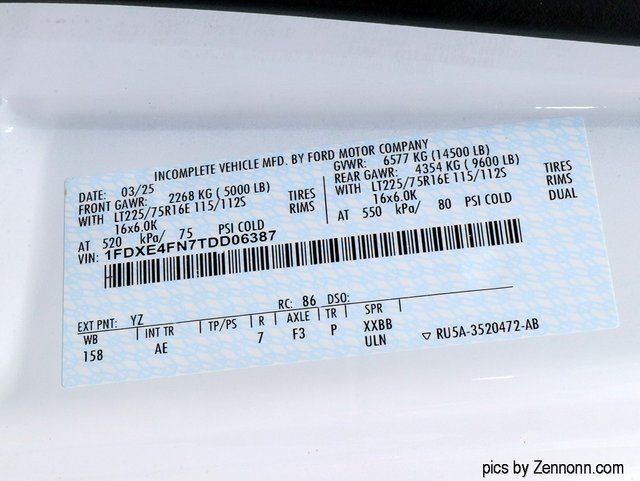 INCOMPLETE VEHICLE MFD. BY FORD MOTOR COMPANY
DATE: 03/25 GVWR: 6577 KG (14500 LB)
FRONT GAWR: 2268 KG (5000 LB) REAR GAWR: 4354 KG (9600 LB)
WITH LT225/75R16E 115/112S TIRES WITH LT225/75R16E 115/112S TIRES
16x6.0K RIMS 16x6.0K RIMS
AT 520 kPa/ 75 PSI COLD AT 550 kPa/ 80 PSI COLD DUAL
VIN: 1FDXE4FN7TDD06387
RC: 86 DSO:
EXT PNT: YZ
WB INT TR TP/PS R AXLE TR SPR
158 AE 7 F3 P XXBB
ULN ▽ RU5A-3520472-AB
pics by Zennonn.com